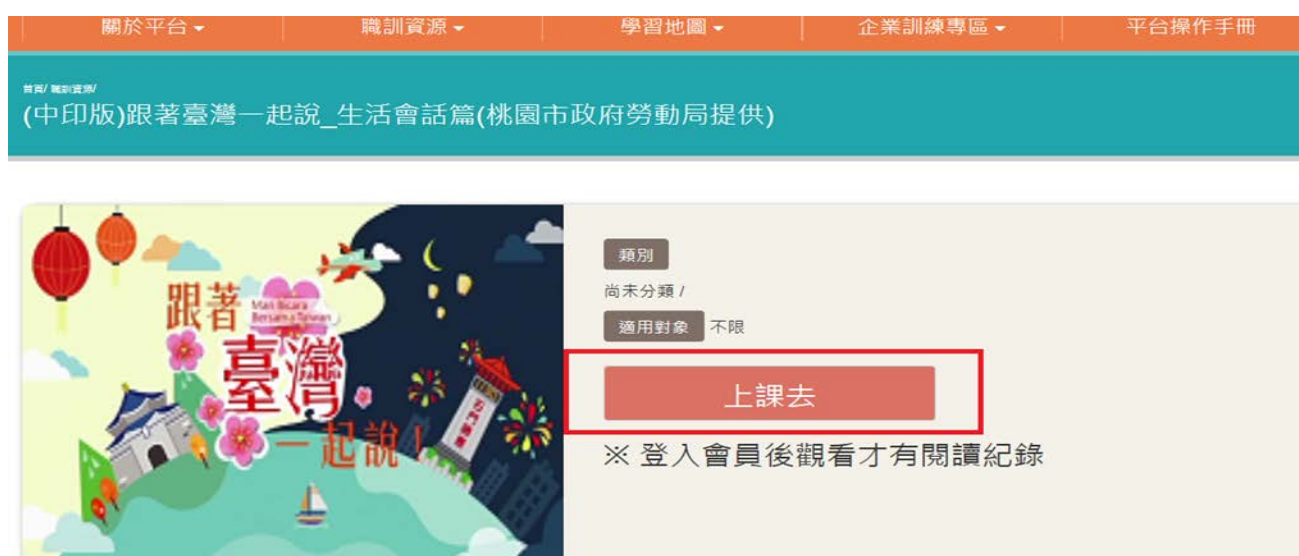 關於平台
職訓資源
學習地圖
企業訓練專區
平台操作手冊
首頁/ 職訓資源/
(中印版)跟著臺灣一起說_生活會話篇(桃園市政府勞動局提供)
跟著
Mari Bicara
Bersama Taiwan
臺灣
一起說!
類別
尚未分類 /
適用對象 不限
上課去
※ 登入會員後觀看才有閱讀紀錄